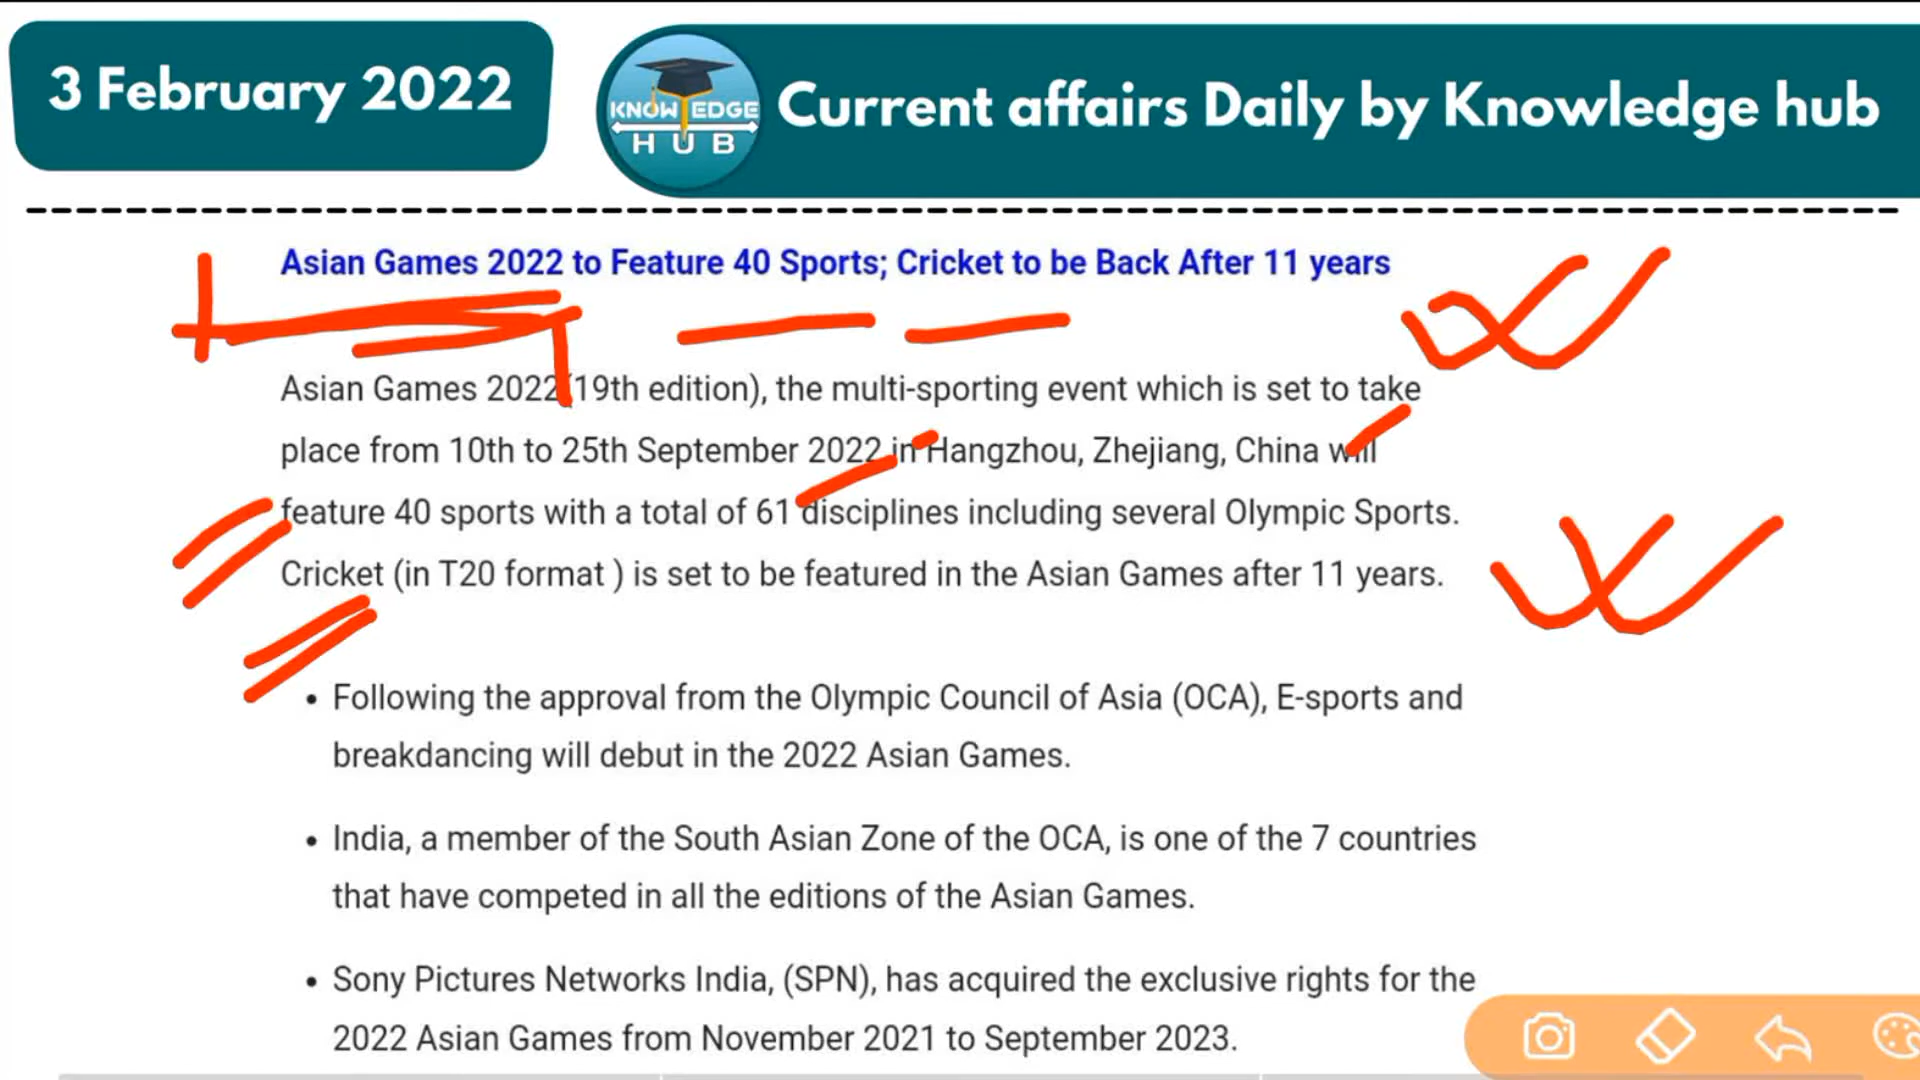 3 February 2022
KNOWLEDGE
HUB
Current affairs Daily by Knowledge hub
Asian Games 2022 to Feature 40 Sports; Cricket to be Back After 11 years
Asian Games 2022(19th edition), the multi-sporting event which is set to take
place from 10th to 25th September 2022 in Hangzhou, Zhejiang, China will
feature 40 sports with a total of 61 disciplines including several Olympic Sports.
Cricket (in T20 format ) is set to be featured in the Asian Games after 11 years.
• Following the approval from the Olympic Council of Asia (OCA), E-sports and
breakdancing will debut in the 2022 Asian Games.
• India, a member of the South Asian Zone of the OCA, is one of the 7 countries
that have competed in all the editions of the Asian Games.
• Sony Pictures Networks India, (SPN), has acquired the exclusive rights for the
2022 Asian Games from November 2021 to September 2023.